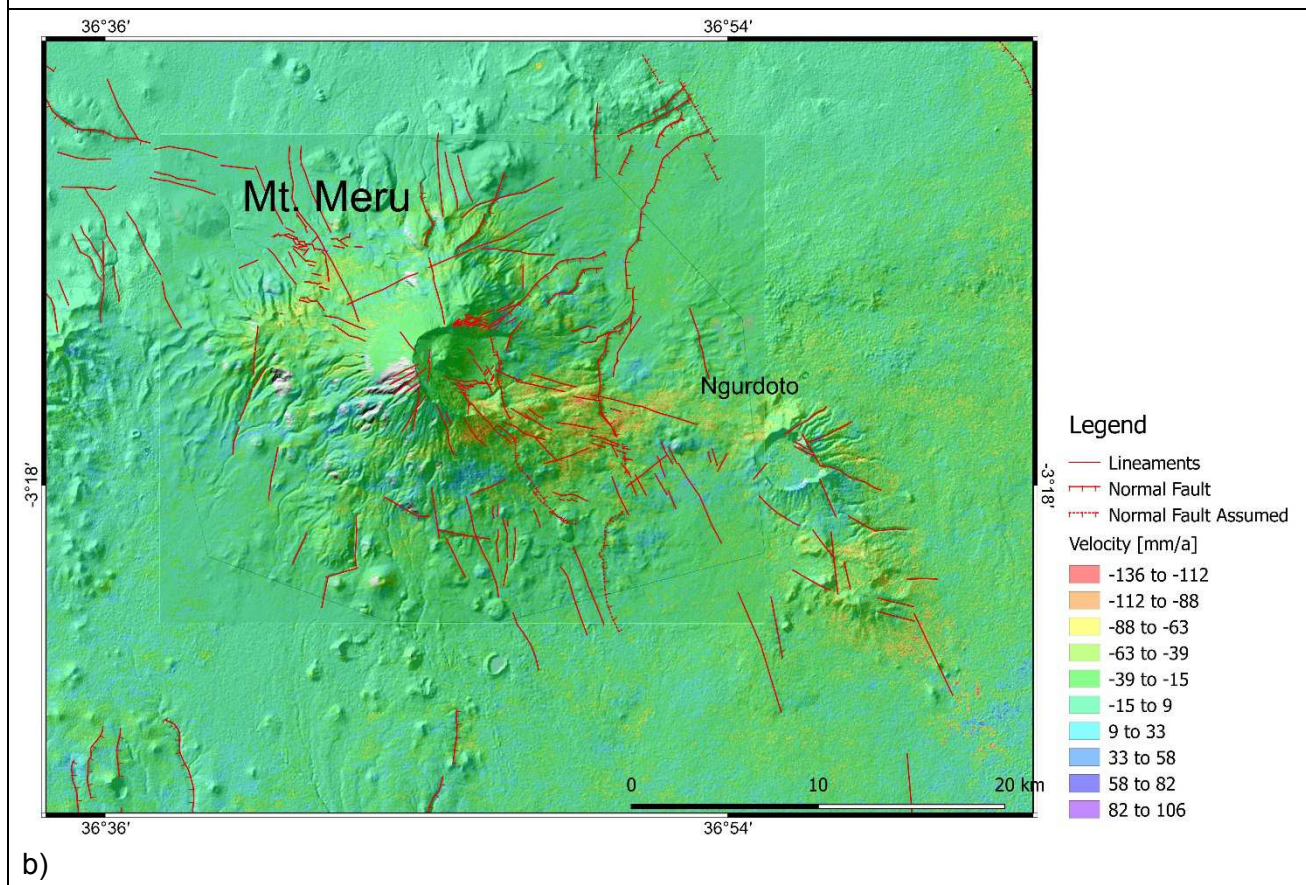 36°36′
36°54′
Mt. Meru
Ngurdoto
-3°18′
-3°18′
Legend
Lineaments
Normal Fault
Normal Fault Assumed
Velocity [mm/a]
-136 to -112
-112 to -88
-88 to -63
-63 to -39
-39 to -15
-15 to 9
9 to 33
33 to 58
58 to 82
82 to 106
0
10
20 km
36°36′
36°54′
b)